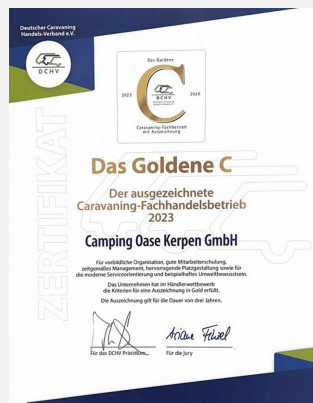 Deutscher Caravaning
Handels-Verband e.V.
DCHV
Das Goldene
2023
C
2026
DCHV
Caravaning-Fachbetrieb
mit Auszeichnung
ZERTIFIKAT
Das Goldene C
Der ausgezeichnete
Caravaning-Fachhandelsbetrieb
2023
Camping Oase Kerpen GmbH
Für vorbildliche Organisation, gute Mitarbeiterschulung,
zeitgemäßes Management, hervorragende Platzgestaltung sowie für
die moderne Serviceorientierung und beispielhaftes Umweltbewusstsein.
Das Unternehmen hat im Händlerwettbewerb
die Kriterien für eine Auszeichnung in Gold erfüllt.
Die Auszeichnung gilt für die Dauer von drei Jahren.
Für das DCHV Präsidium
Für die Jury